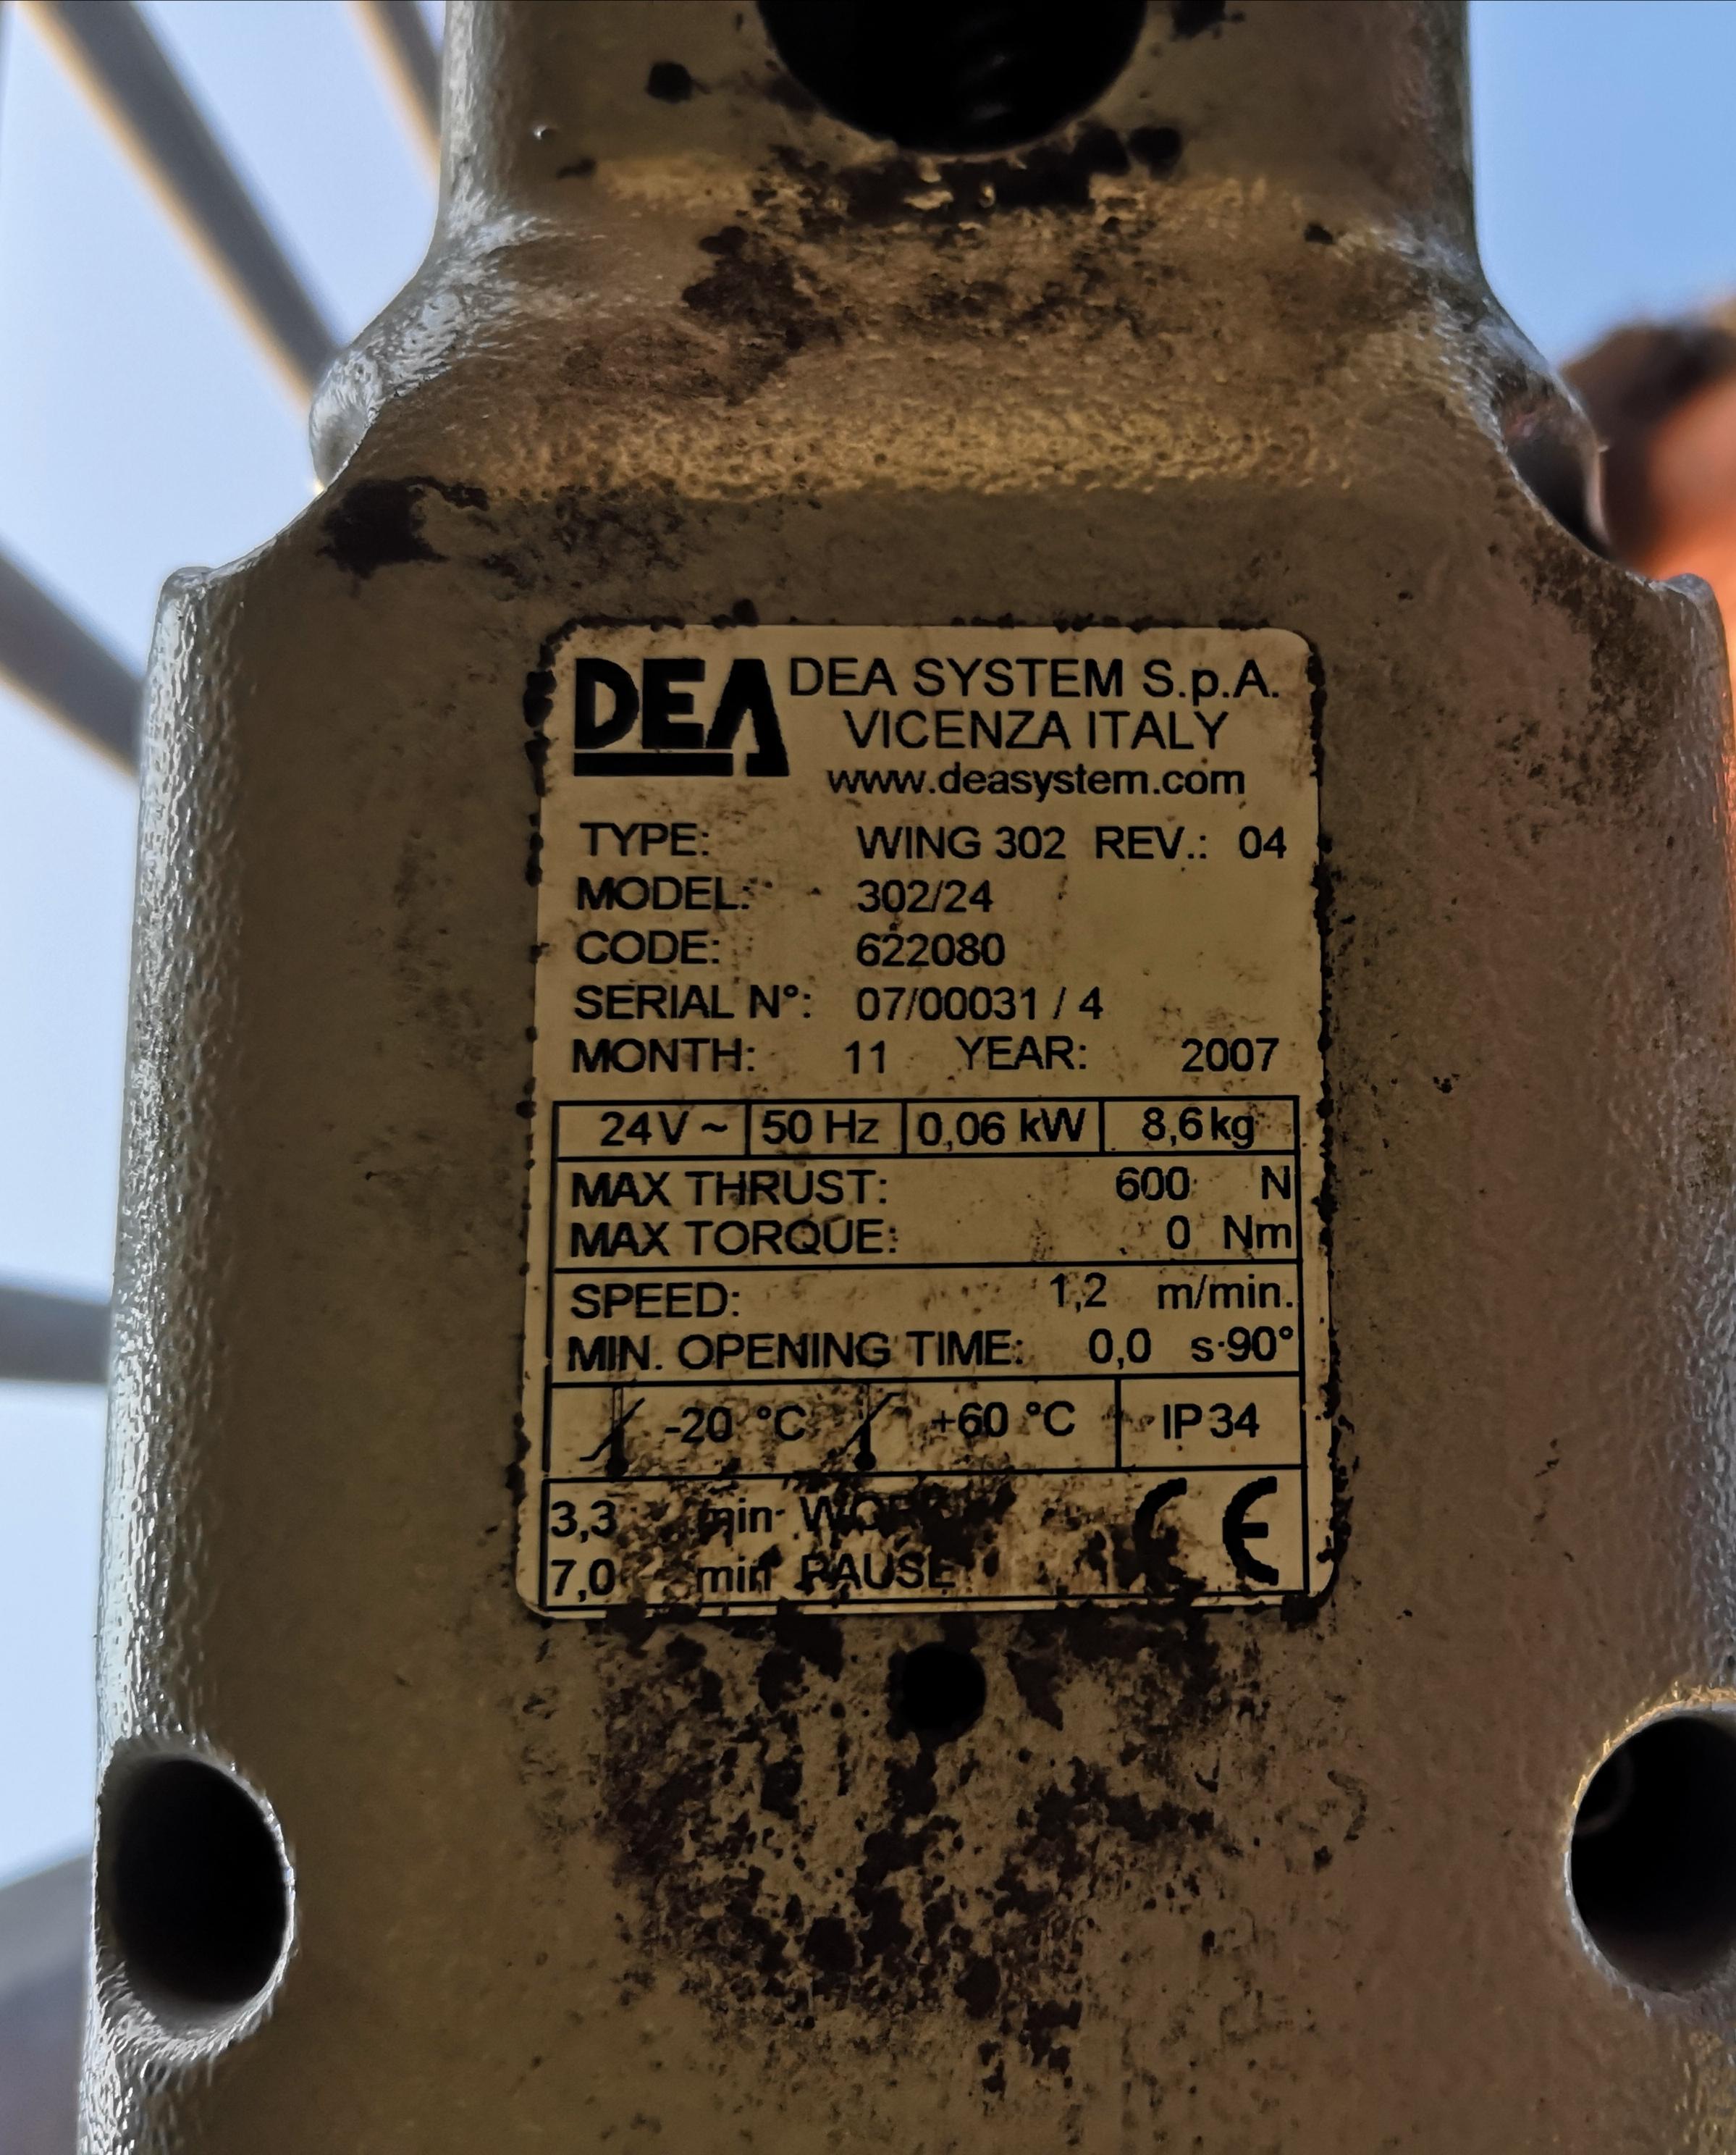 DEA DEA SYSTEM S.p.A.
VICENZA ITALY
www.deasystem.com
TYPE: WING 302 REV.: 04
MODEL: 302/24
CODE: 622080
SERIAL N°: 07/00031 / 4
MONTH: 11 YEAR: 2007
24V ~ 50 Hz 0,06 kW 8,6 kg
MAX THRUST: 600 N
MAX TORQUE: 0 Nm
SPEED: 1,2 m/min.
MIN. OPENING TIME: 0,0 s·90°
-20 °C +60 °C IP34
3,3 min WORK CE
7,0 min PAUSE